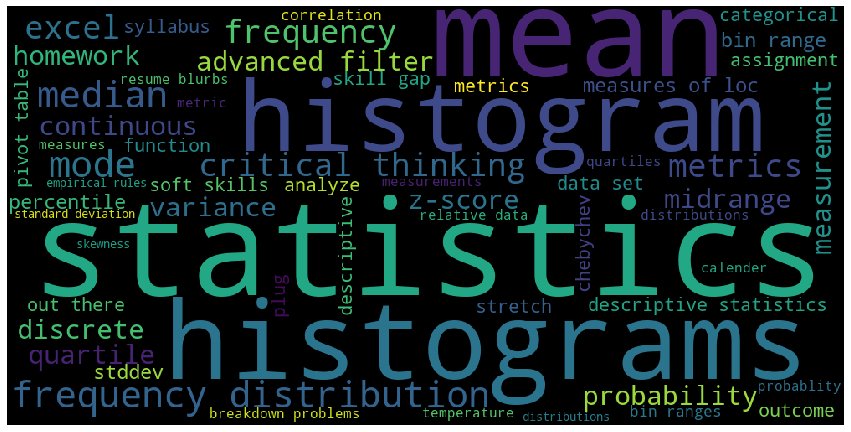 correlation
mean
categorical
excel
syllabus
frequency
bin range
homework
advanced filter
assignment
resume blurbs
skill gap
metrics
measures of loc
pivot table
median
metric
histogram
measurement
continuous
measures
function
mode
critical thinking
quartiles
metrics
empirical rules
soft skills
analyze
measurements
data set
percentile
variance
z-score
midrange
standard deviation
descriptive
relative data
chebychev
distributions
statistics
skewness
calender
out there
plug
stretch
descriptive statistics
discrete
histograms
quartile
stddev
frequency distribution
probability
probablity
breakdown problems
temperature
distributions
bin ranges
outcome